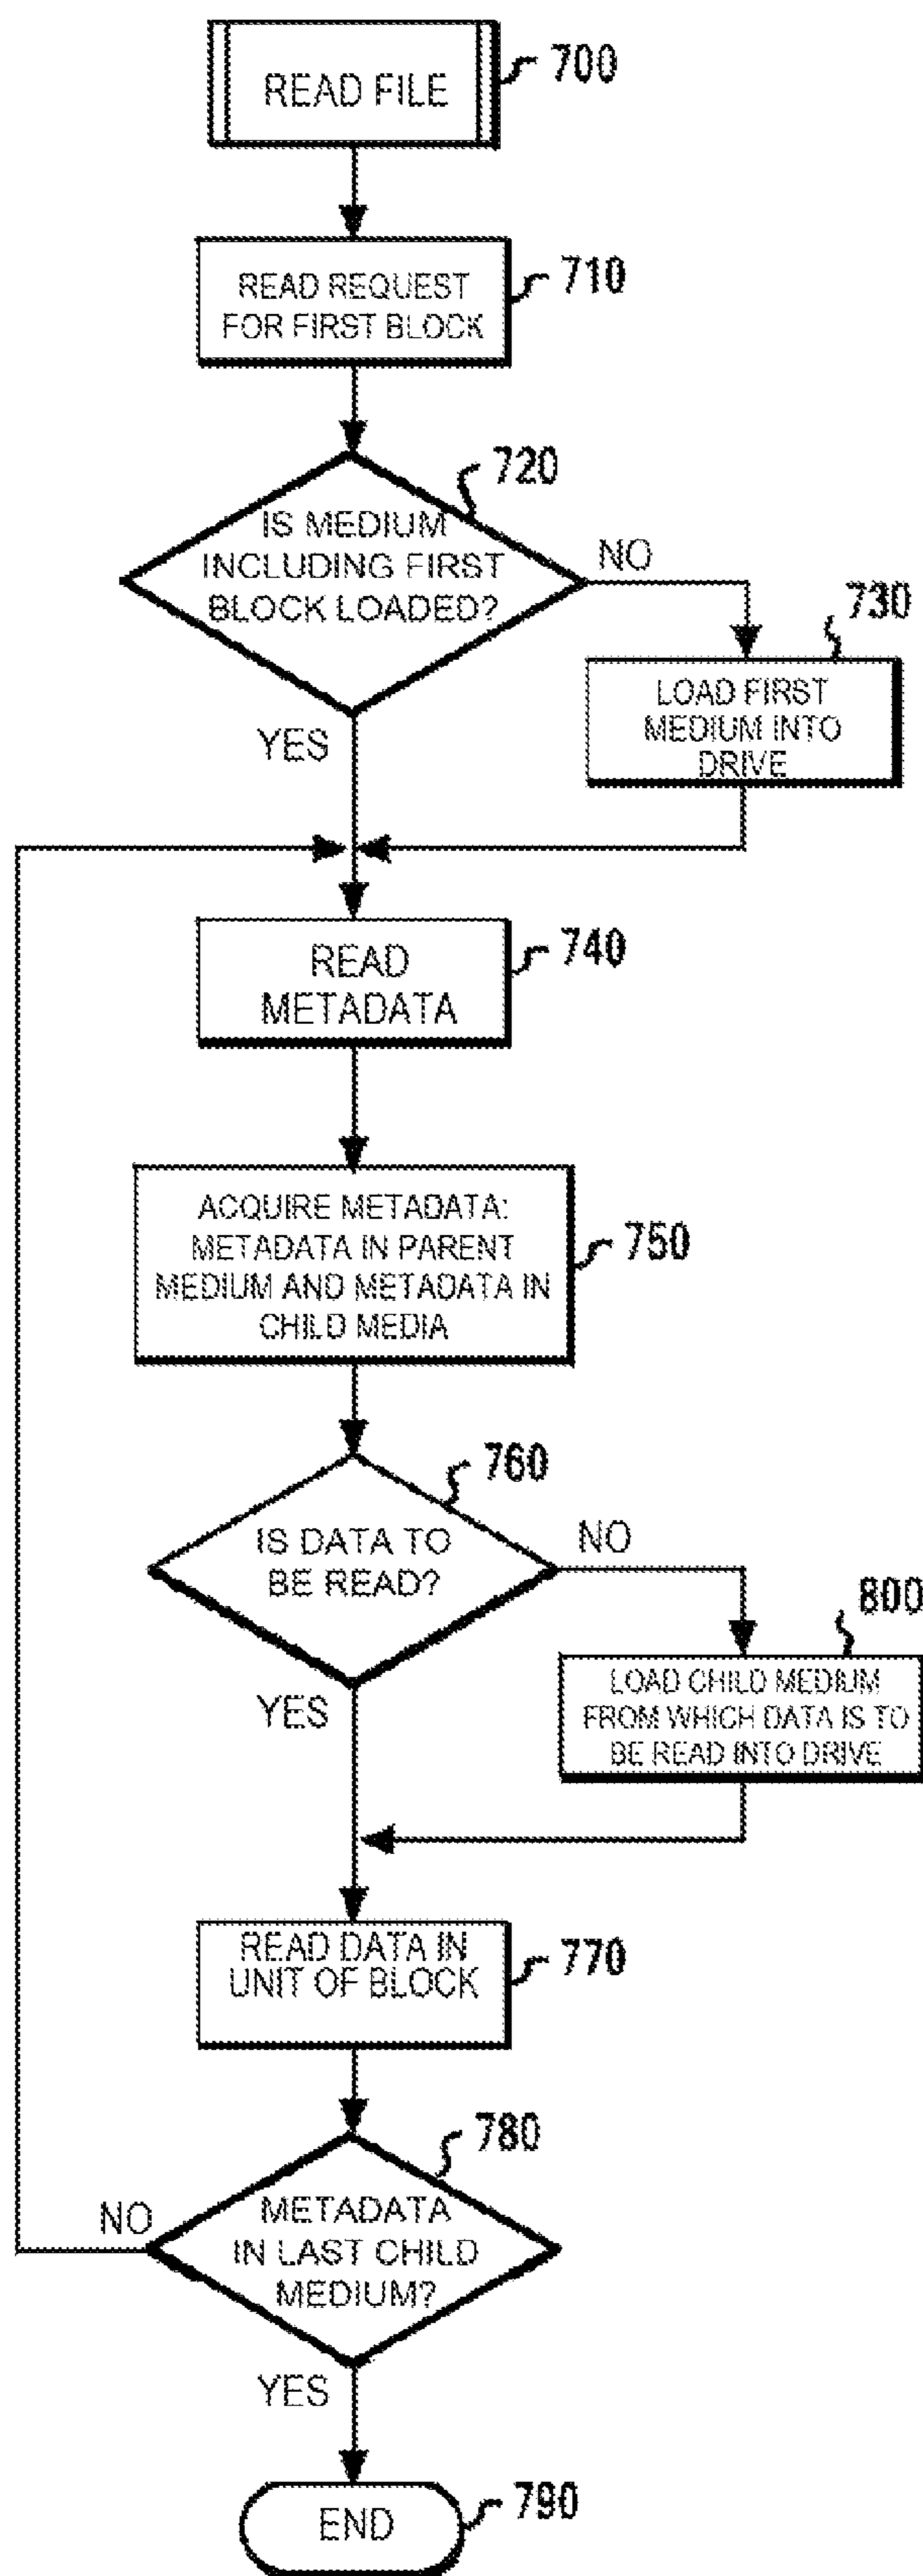 READ FILE
700
READ REQUEST
FOR FIRST BLOCK
710
720
IS MEDIUM
INCLUDING FIRST
BLOCK LOADED?
NO
730
LOAD FIRST
MEDIUM INTO
DRIVE
YES
READ
METADATA
740
ACQUIRE METADATA:
METADATA IN PARENT
MEDIUM AND METADATA IN
CHILD MEDIA
750
760
IS DATA TO
BE READ?
NO
800
LOAD CHILD MEDIUM
FROM WHICH DATA IS TO
BE READ INTO DRIVE
YES
READ DATA IN
UNIT OF BLOCK
770
780
METADATA
IN LAST CHILD
MEDIUM?
NO
YES
END
790